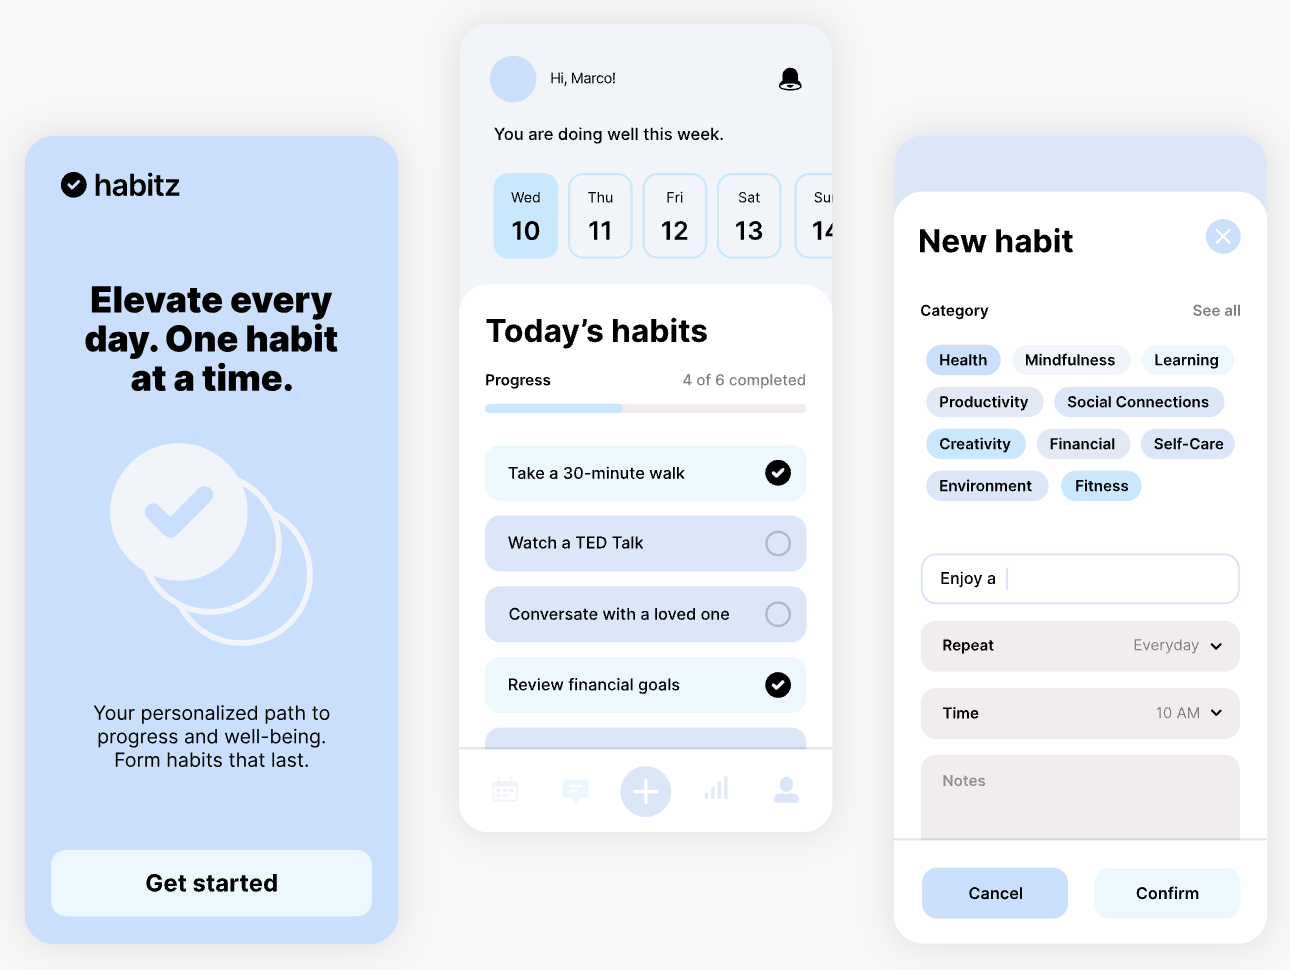 habitz
Elevate every
day. One habit
at a time.
Your personalized path to
progress and well-being.
Form habits that last.
Get started
Hi, Marco!
You are doing well this week.
Wed Thu Fri Sat Sun
10 11 12 13 14
Today’s habits
Progress 4 of 6 completed
Take a 30-minute walk
Watch a TED Talk
Conversate with a loved one
Review financial goals
New habit
Category See all
Health Mindfulness Learning
Productivity Social Connections
Creativity Financial Self-Care
Environment Fitness
Enjoy a
Repeat Everyday
Time 10 AM
Notes
Cancel Confirm